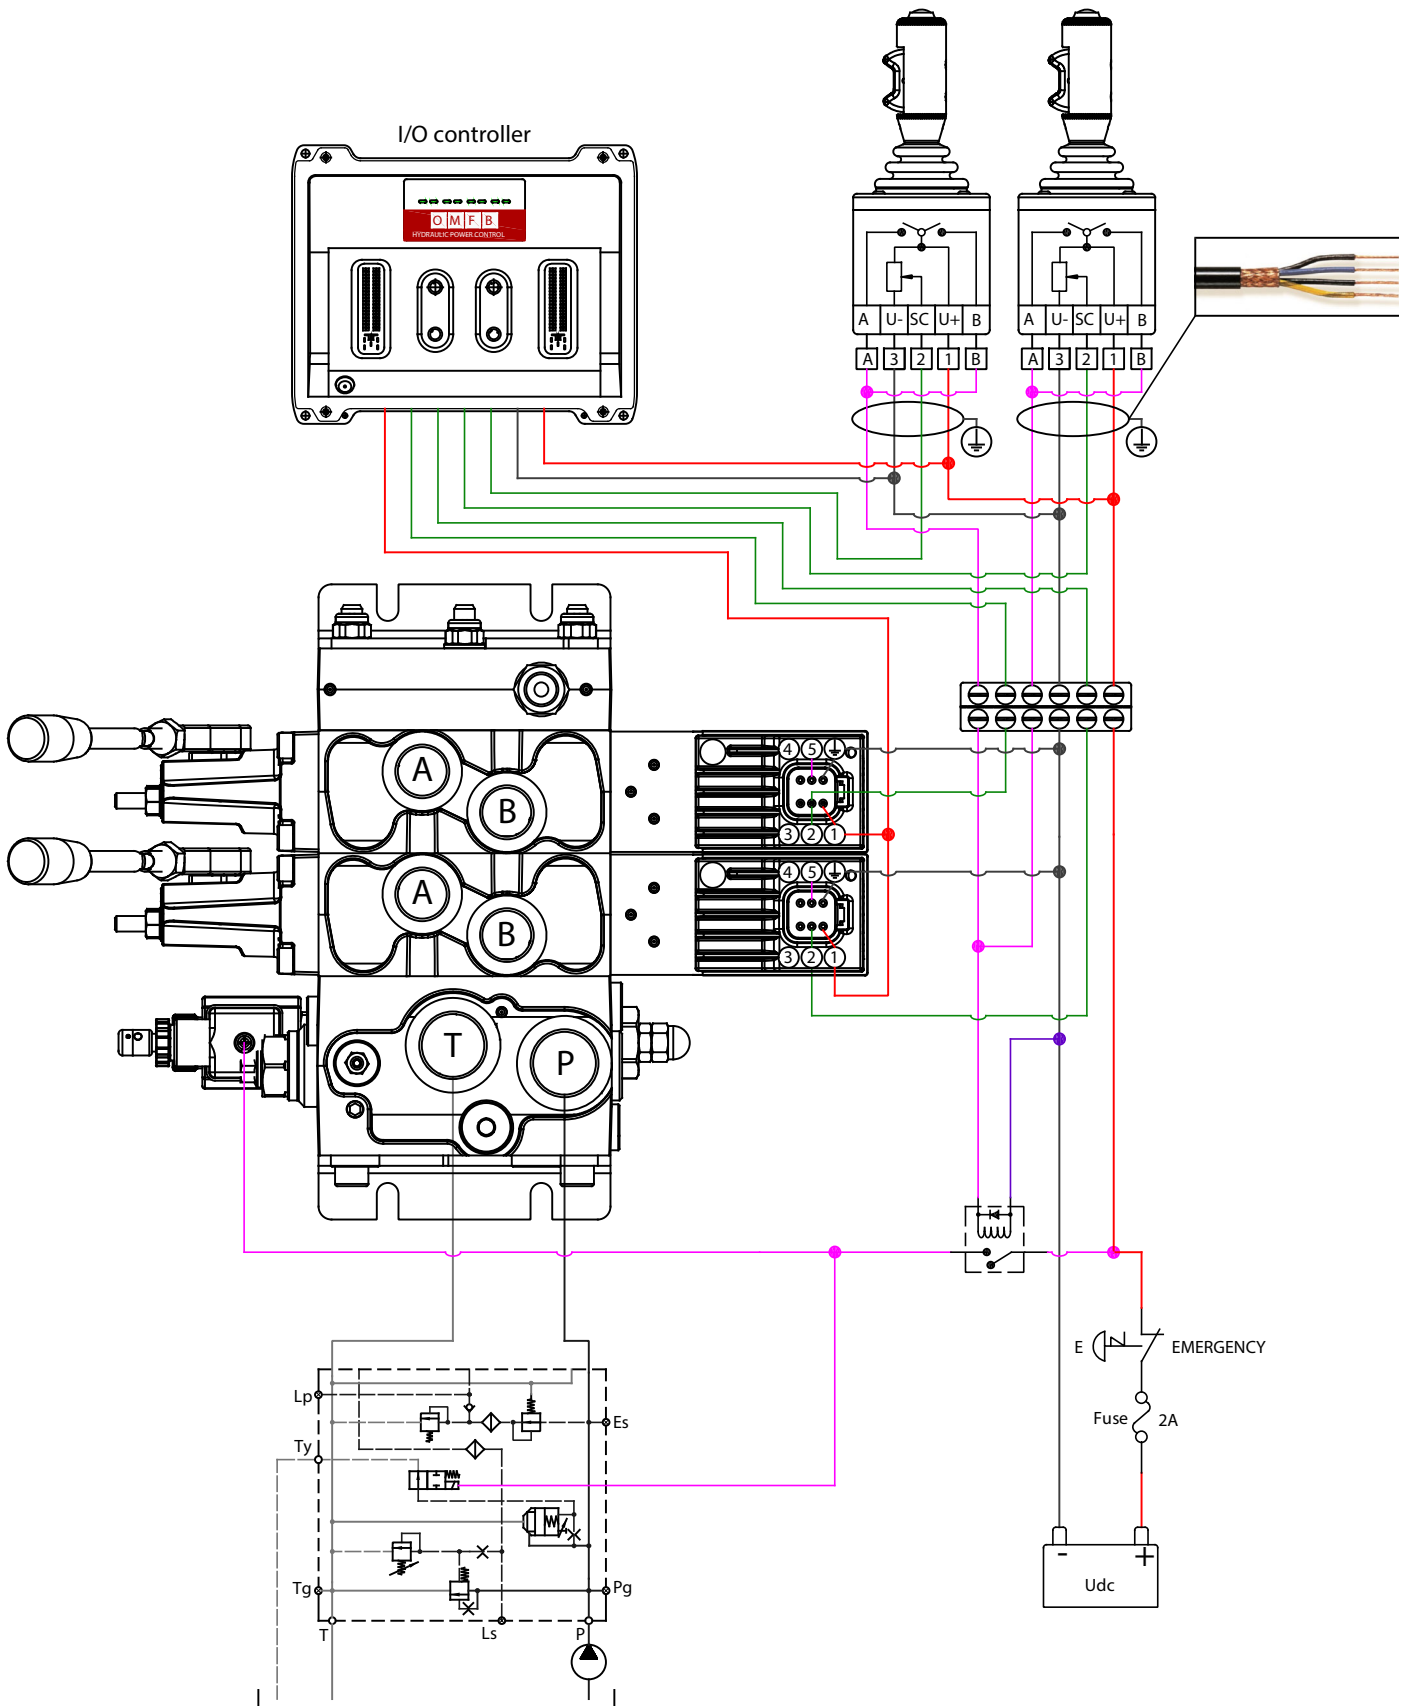 I/O controller
O M F B
HYDRAULIC POWER CONTROL
A U- SC U+ B
A U- SC U+ B
A 3 2 1 B
A 3 2 1 B
4 5
A
B
3 2 1
4 5
A
B
3 2 1
T
P
E EMERGENCY
Fuse 2A
Lp
Es
Ty
Tg
Pg
T
Ls
P
- +
Udc